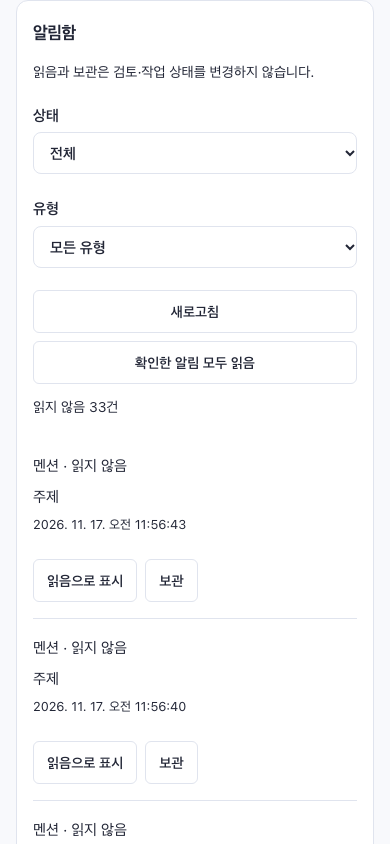 알림함
읽음과 보관은 검토·작업 상태를 변경하지 않습니다.
상태
전체
유형
모든 유형
새로고침
확인한 알림 모두 읽음
읽지 않음 33건
멘션 · 읽지 않음
주제
2026. 11. 17. 오전 11:56:43
읽음으로 표시 보관
멘션 · 읽지 않음
주제
2026. 11. 17. 오전 11:56:40
읽음으로 표시 보관
멘션 · 읽지 않음